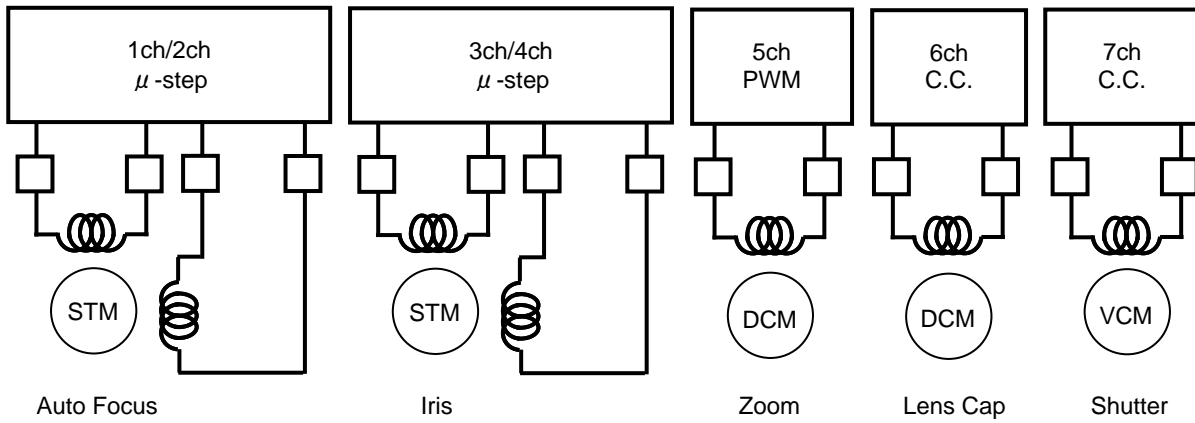 1ch/2ch
μ-step
3ch/4ch
μ-step
5ch
PWM
6ch
C.C.
7ch
C.C.
STM
STM
DCM
DCM
VCM
Auto Focus
Iris
Zoom
Lens Cap
Shutter